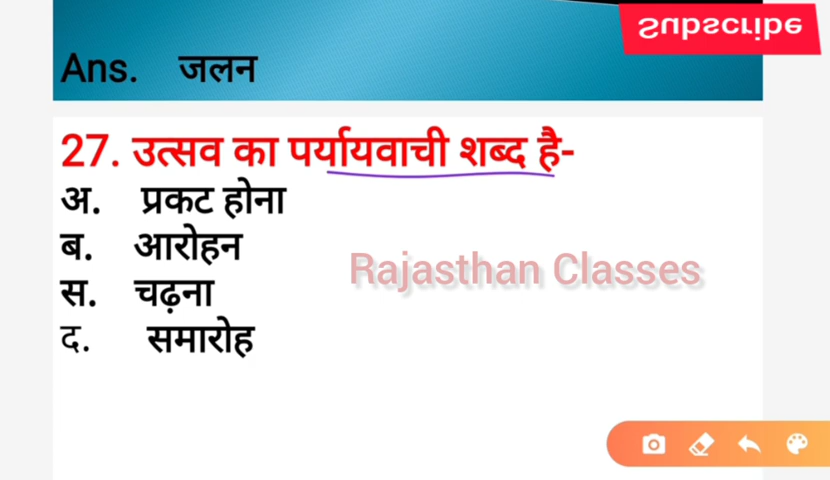 Subscribe
Ans. जलन
27. उत्सव का पर्यायवाची शब्द है-
अ. प्रकट होना
ब. आरोहन
Rajasthan Classes
स. चढ़ना
द. समारोह